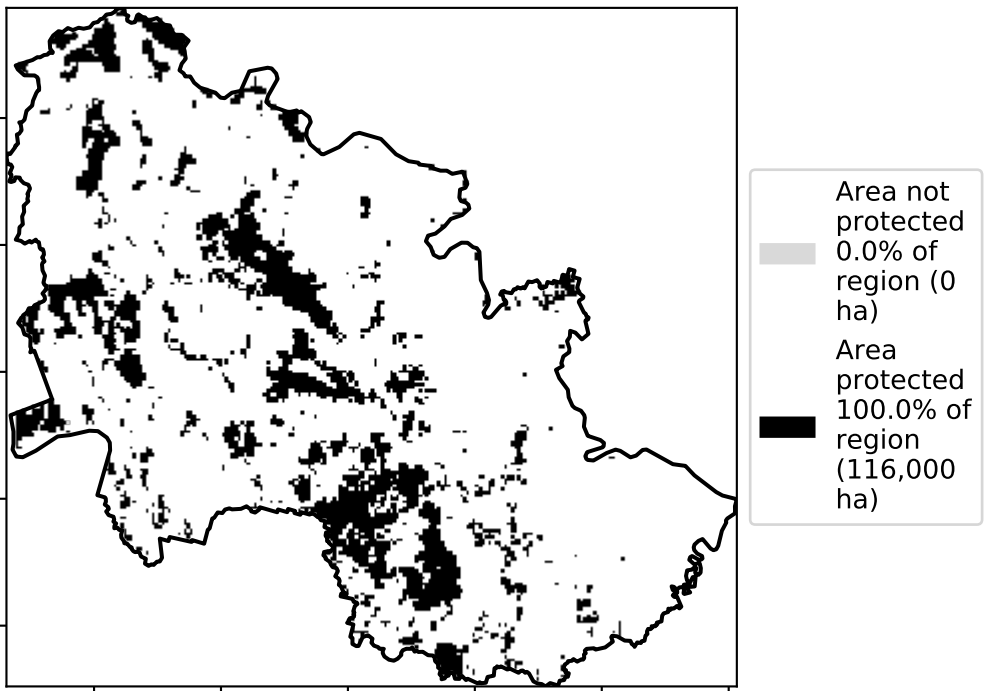 Area not
protected
0.0% of
region (0
ha)
Area
protected
100.0% of
region
(116,000
ha)